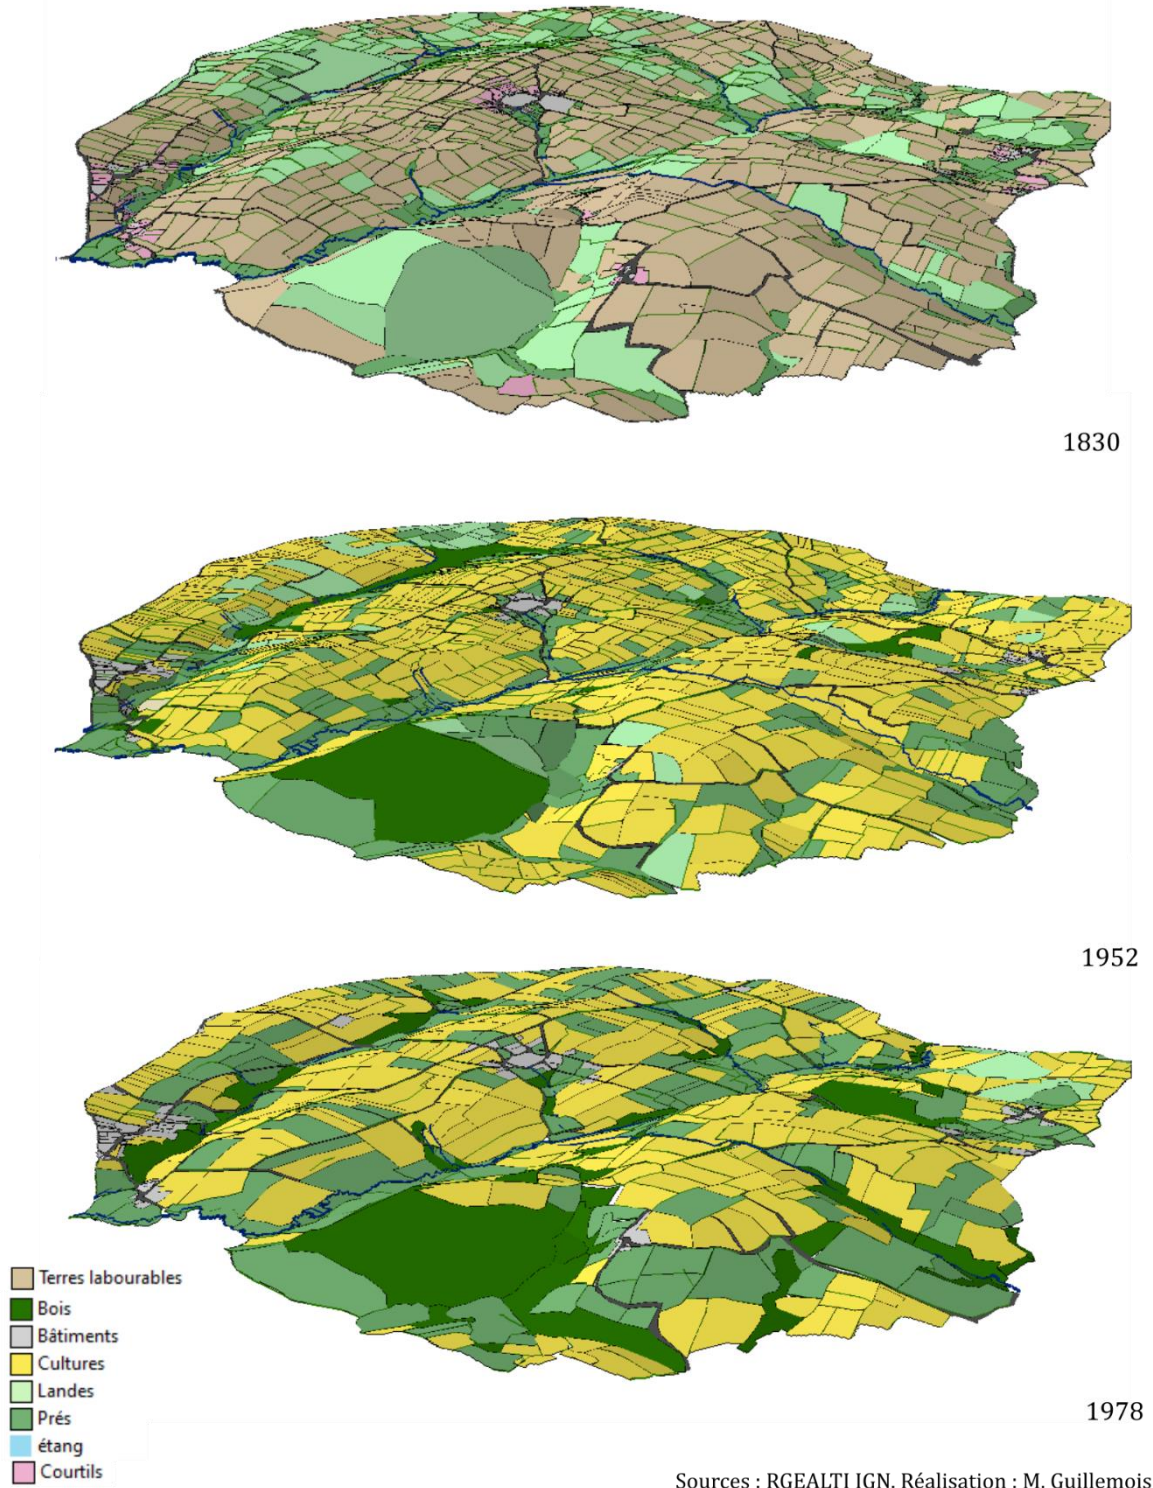 1830
1952
Terres labourables
Bois
Bâtiments
Cultures
Landes
Prés
étang
Courtils
1978
Sources : RGEALTI IGN. Réalisation : M. Guillemois